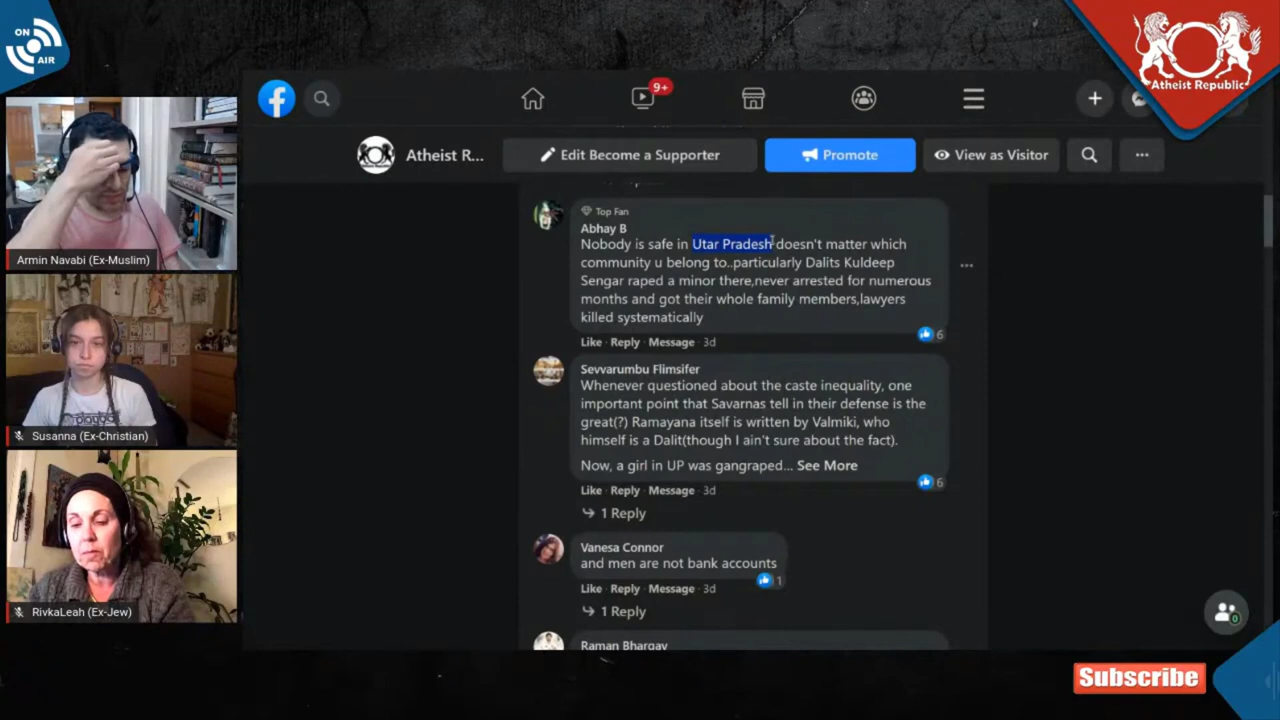 ON
AIR
Atheist Republic
9+
Atheist R...
Edit Become a Supporter
Promote
View as Visitor
Armin Navabi (Ex-Muslim)
Susanna (Ex-Christian)
RivkaLeah (Ex-Jew)
Top Fan
Abhay B
Nobody is safe in Utar Pradesh doesn't matter which
community u belong to..particularly Dalits Kuldeep
Sengar raped a minor there,never arrested for numerous
months and got their whole family members,lawyers
killed systematically
6
Like · Reply · Message · 3d
Sevvarumbu Flimsifer
Whenever questioned about the caste inequality, one
important point that Savarnas tell in their defense is the
great(?) Ramayana itself is written by Valmiki, who
himself is a Dalit(though I ain't sure about the fact).
Now, a girl in UP was gangraped... See More
6
Like · Reply · Message · 3d
1 Reply
Vanesa Connor
and men are not bank accounts
1
Like · Reply · Message · 3d
1 Reply
Raman Bhargav
0
Subscribe